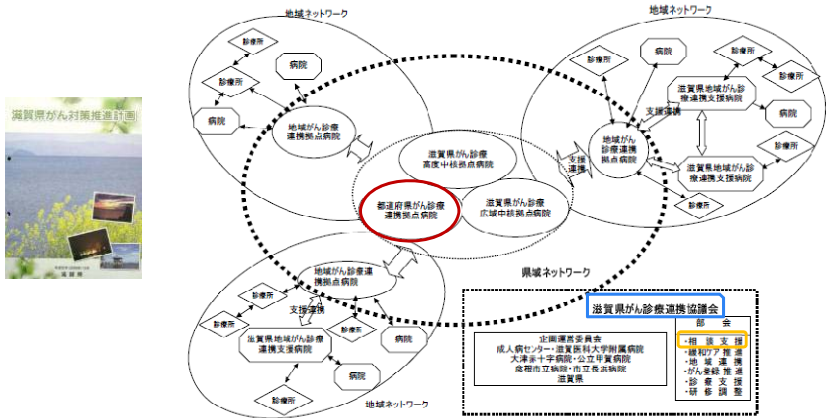 滋賀県がん対策推進計画
滋賀県
地域ネットワーク
診療所
病院
診療所
病院
地域がん診療
連携拠点病院
地域ネットワーク
診療所
病院
診療所
診療所
滋賀県地域がん診
療連携支援病院
病院
支援連携
地域がん
診療連携
拠点病院
診療所
滋賀県地域がん診
療連携支援病院
診療所
支援
連携
滋賀県がん診療
高度中核拠点病院
都道府県がん診療
連携拠点病院
滋賀県がん診療
広域中核拠点病院
県域ネットワーク
地域がん診療連
携拠点病院
診療所
支援連携
診療所
診療所
病院
滋賀県地域がん診療
連携支援病院
診療所
病院
地域ネットワーク
滋賀県がん診療連携協議会
企画運営委員会
成人病センター・滋賀医科大学附属病院
大津赤十字病院・公立甲賀病院
彦根市立病院・市立長浜病院
滋賀県
部会
・相談支援
・緩和ケア推進
・地域連携
・がん登録推進
・診療支援
・研修調整